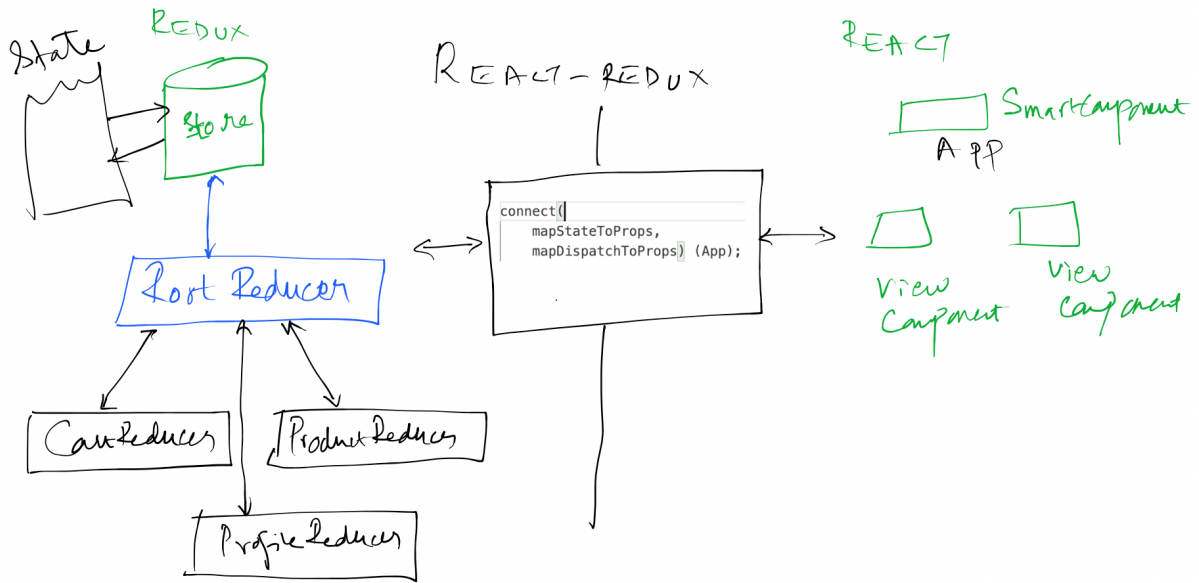 State
REDUX
Store
Root Reducer
CartReducer
ProductReducer
ProfileReducer
REACT-REDUX
connect(
mapStateToProps,
mapDispatchToProps) (App);
REACT
SmartComponent
App
View
Component
View
Component